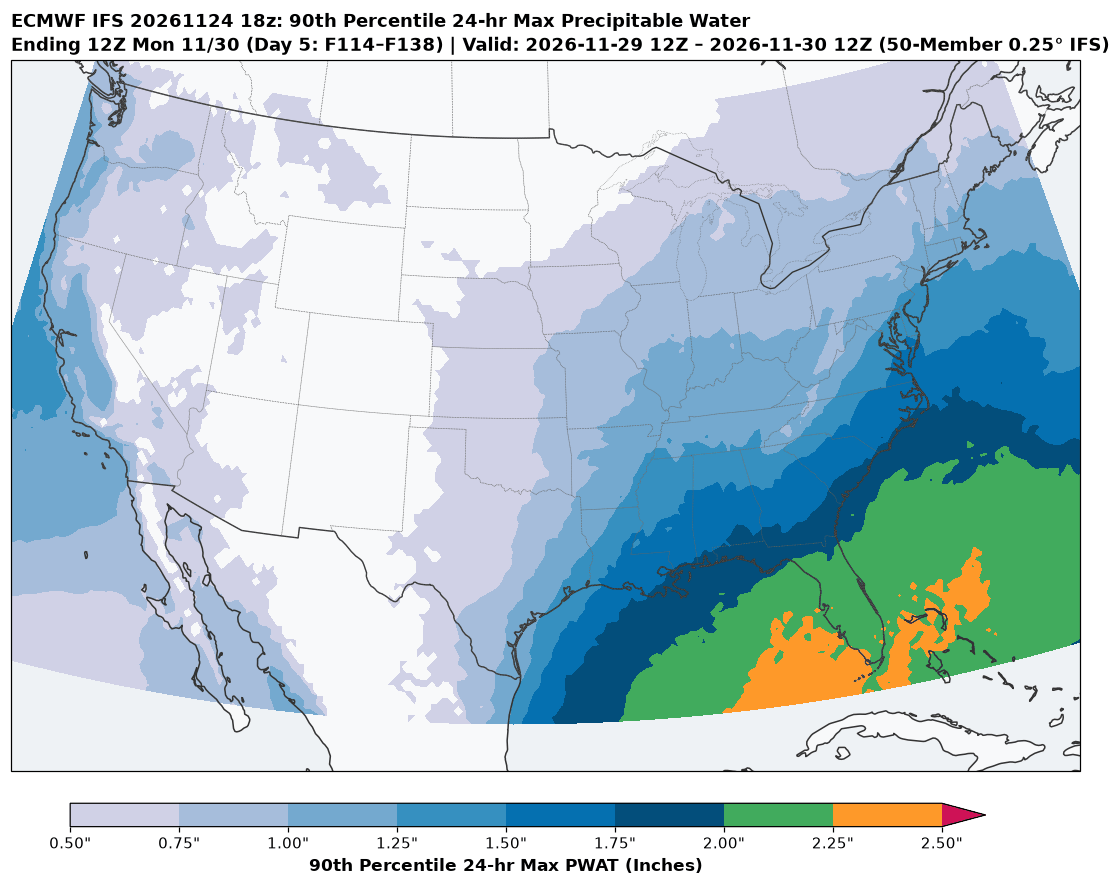 ECMWF IFS 20261124 18z: 90th Percentile 24-hr Max Precipitable Water
Ending 12Z Mon 11/30 (Day 5: F114–F138) | Valid: 2026-11-29 12Z – 2026-11-30 12Z (50-Member 0.25° IFS)
0.50" 0.75" 1.00" 1.25" 1.50" 1.75" 2.00" 2.25" 2.50"
90th Percentile 24-hr Max PWAT (Inches)